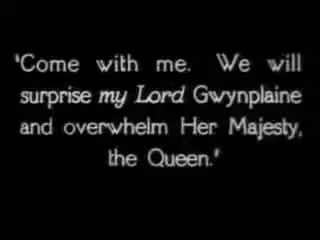 'Come with me. We will
surprise my Lord Gwynplaine
and overwhelm Her Majesty,
the Queen.'